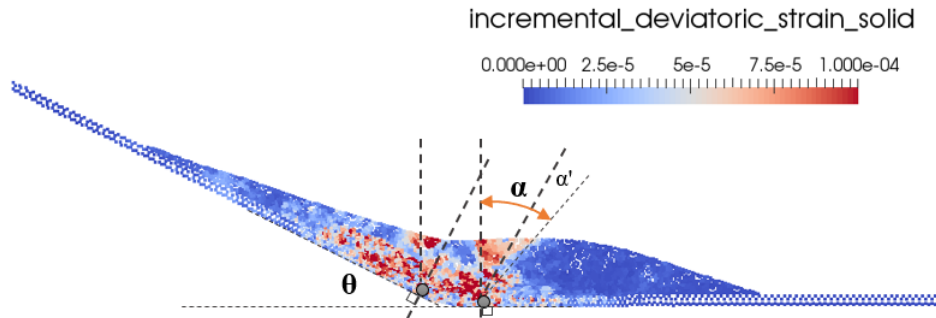 incremental_deviatoric_strain_solid
0.000e+00 2.5e-5 5e-5 7.5e-5 1.000e-04
α α'
θ